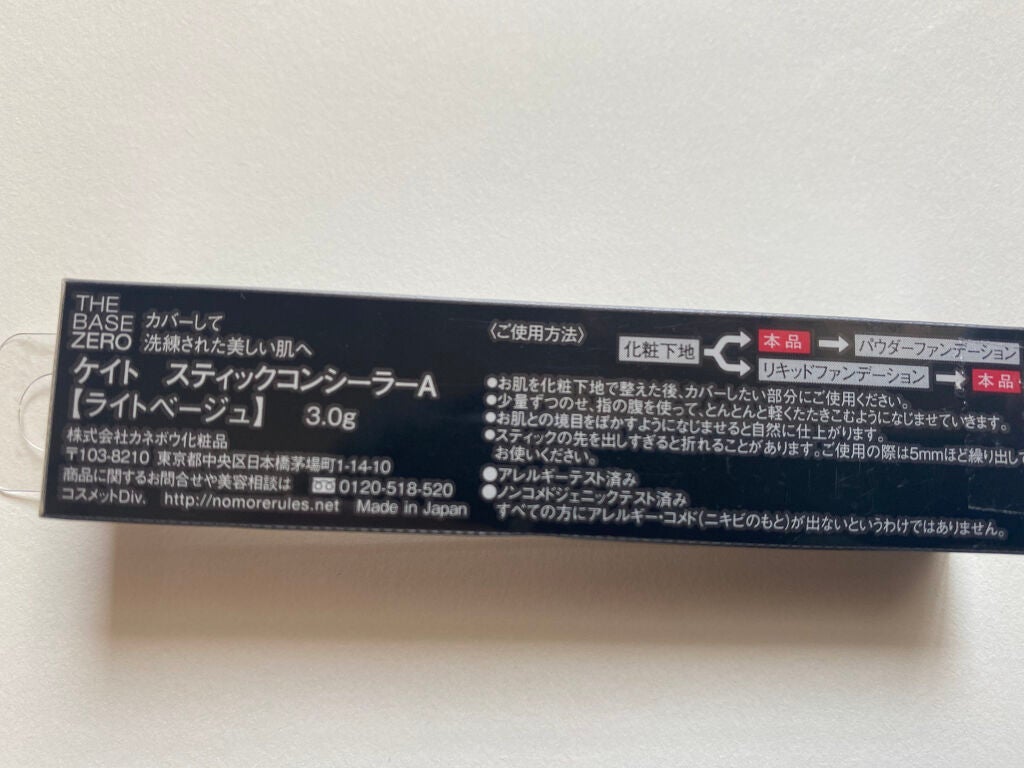 THE
BASE
ZERO
カバーして
洗練された美しい肌へ
ケイト スティックコンシーラーA
【ライトベージュ】 3.0g
株式会社カネボウ化粧品
〒103-8210 東京都中央区日本橋茅場町1-14-10
商品に関するお問合せや美容相談は 0120-518-520
コスメットDiv. http://nomorerules.net Made in Japan
〈ご使用方法〉
化粧下地
本品 → パウダーファンデーション
リキッドファンデーション → 本品
●お肌を化粧下地で整えた後、カバーしたい部分にご使用ください。
●少量ずつのせ、指の腹を使って、とんとんと軽くたたきこむようになじませていきます。
●お肌との境目をぼかすようになじませると自然に仕上がります。
●スティックの先を出しすぎると折れることがあります。ご使用の際は5mmほど繰り出して
お使いください。
●アレルギーテスト済み
●ノンコメドジェニックテスト済み
すべての方にアレルギー・コメド(ニキビのもと)が出ないというわけではありません。